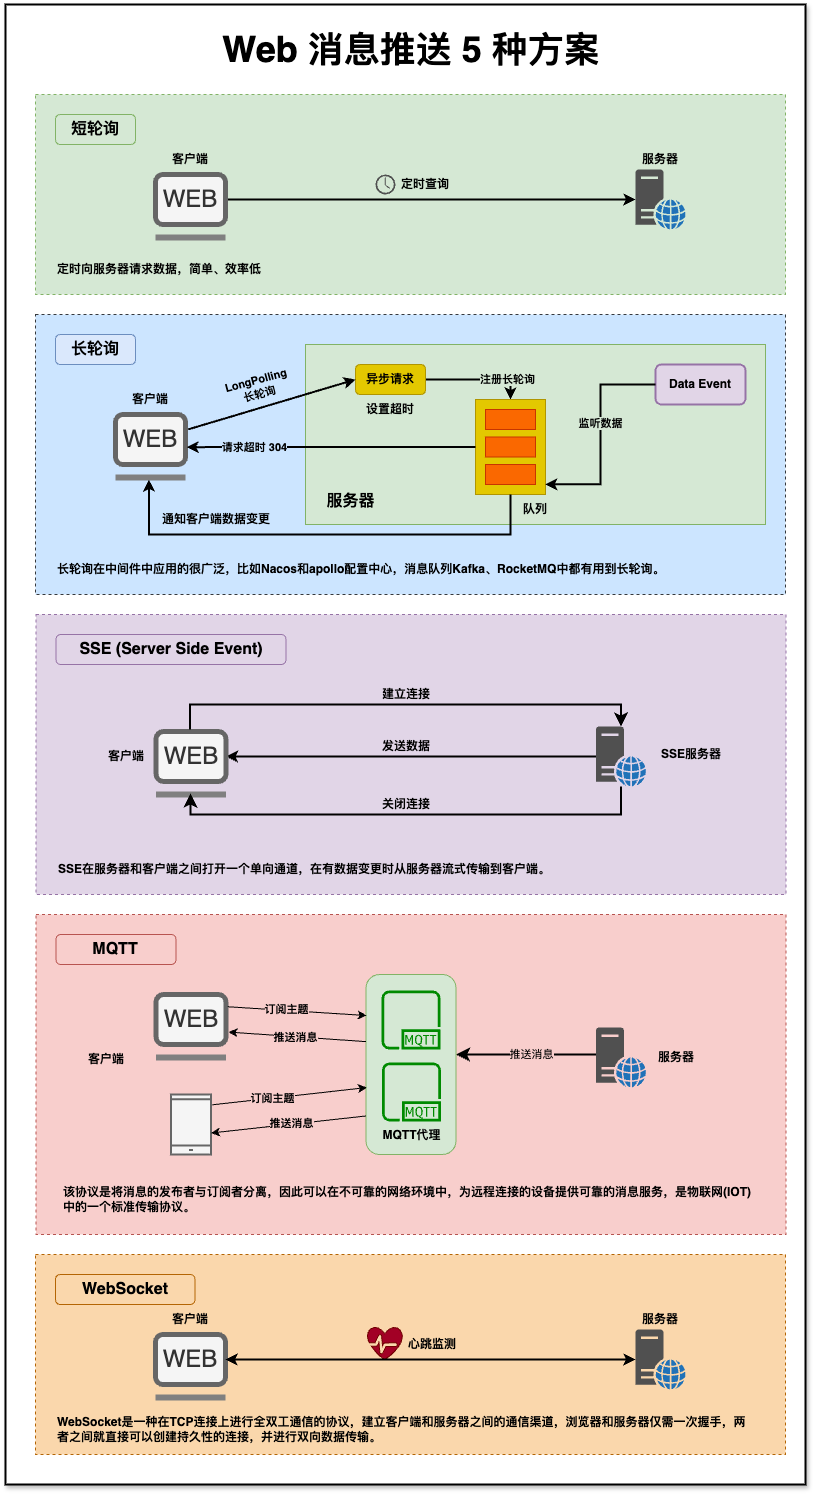 Web 消息推送 5 种方案
短轮询
客户端
服务器
WEB
定时查询
定时向服务器请求数据，简单、效率低
长轮询
LongPolling
长轮询
异步请求
注册长轮询
Data Event
客户端
设置超时
WEB
监听数据
请求超时 304
服务器
队列
通知客户端数据变更
长轮询在中间件中应用的很广泛，比如Nacos和apollo配置中心，消息队列Kafka、RocketMQ中都有用到长轮询。
SSE (Server Side Event)
建立连接
客户端
WEB
发送数据
SSE服务器
关闭连接
SSE在服务器和客户端之间打开一个单向通道，在有数据变更时从服务器流式传输到客户端。
MQTT
WEB
订阅主题
推送消息
MQTT
客户端
推送消息
服务器
订阅主题
推送消息
MQTT
MQTT代理
该协议是将消息的发布者与订阅者分离，因此可以在不可靠的网络环境中，为远程连接的设备提供可靠的消息服务，是物联网(IOT)
中的一个标准传输协议。
WebSocket
客户端
服务器
WEB
心跳监测
WebSocket是一种在TCP连接上进行全双工通信的协议，建立客户端和服务器之间的通信渠道，浏览器和服务器仅需一次握手，两
者之间就直接可以创建持久性的连接，并进行双向数据传输。